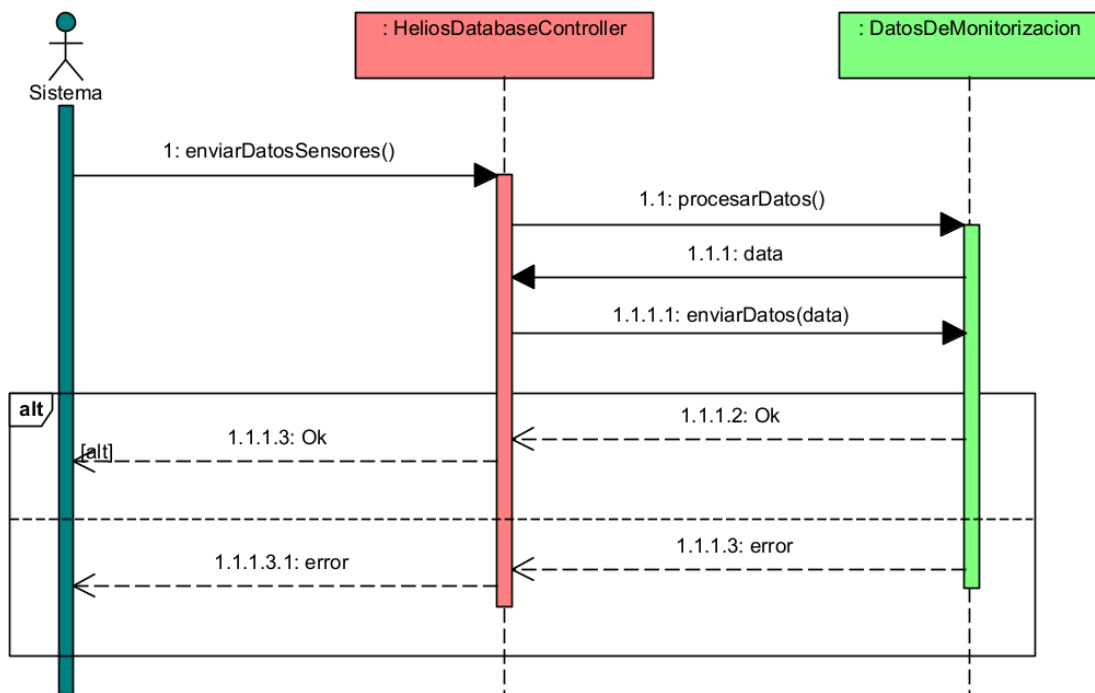 : HeliosDatabaseController
: DatosDeMonitorizacion
Sistema
1: enviarDatosSensores()
1.1: procesarDatos()
1.1.1: data
1.1.1.1: enviarDatos(data)
alt
1.1.1.2: Ok
1.1.1.3: Ok
[alt]
1.1.1.3: error
1.1.1.3.1: error